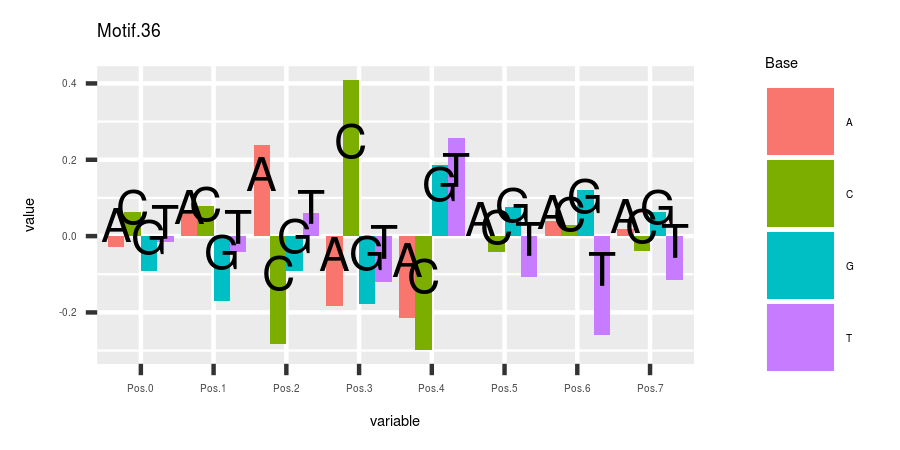 Motif.36
Base
0.4
0.2
0.0
-0.2
value
A C G T A C G T A C G T A C G T A C G T A C G T A C G T A C G T
Pos.0 Pos.1 Pos.2 Pos.3 Pos.4 Pos.5 Pos.6 Pos.7
variable
A
C
G
T